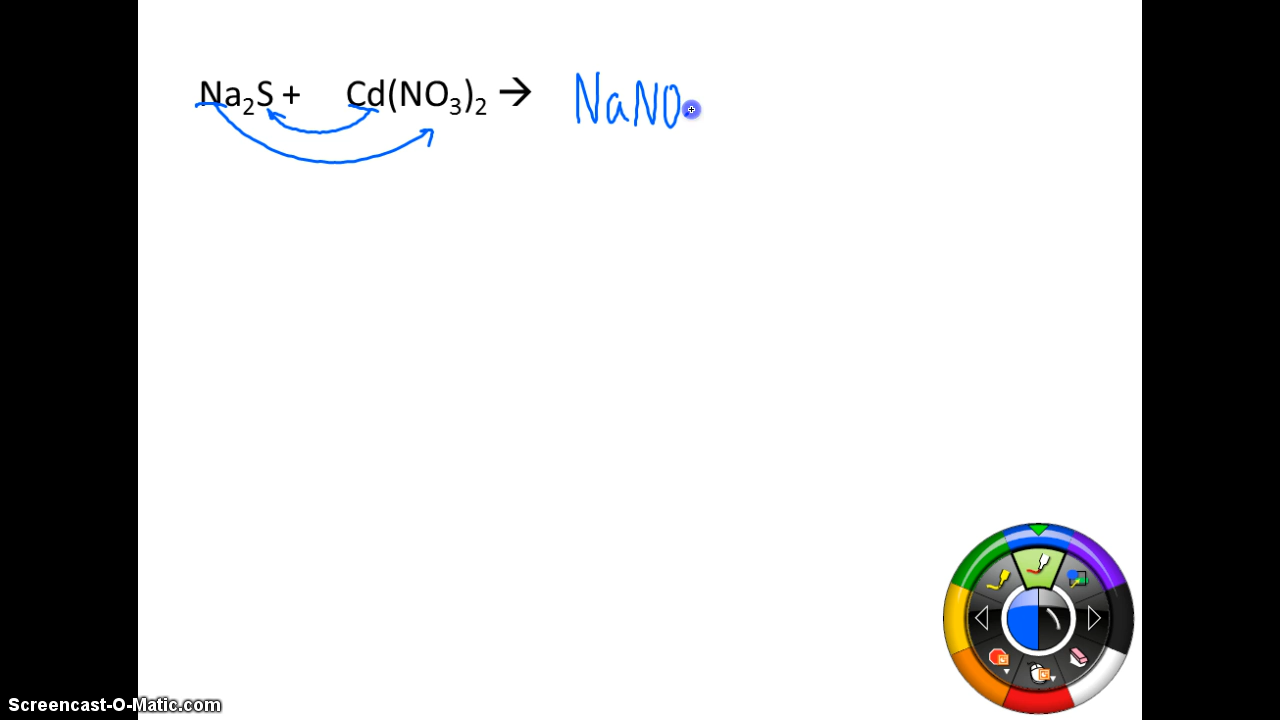 Na₂S + Cd(NO₃)₂ → NaNO
Screencast-O-Matic.com